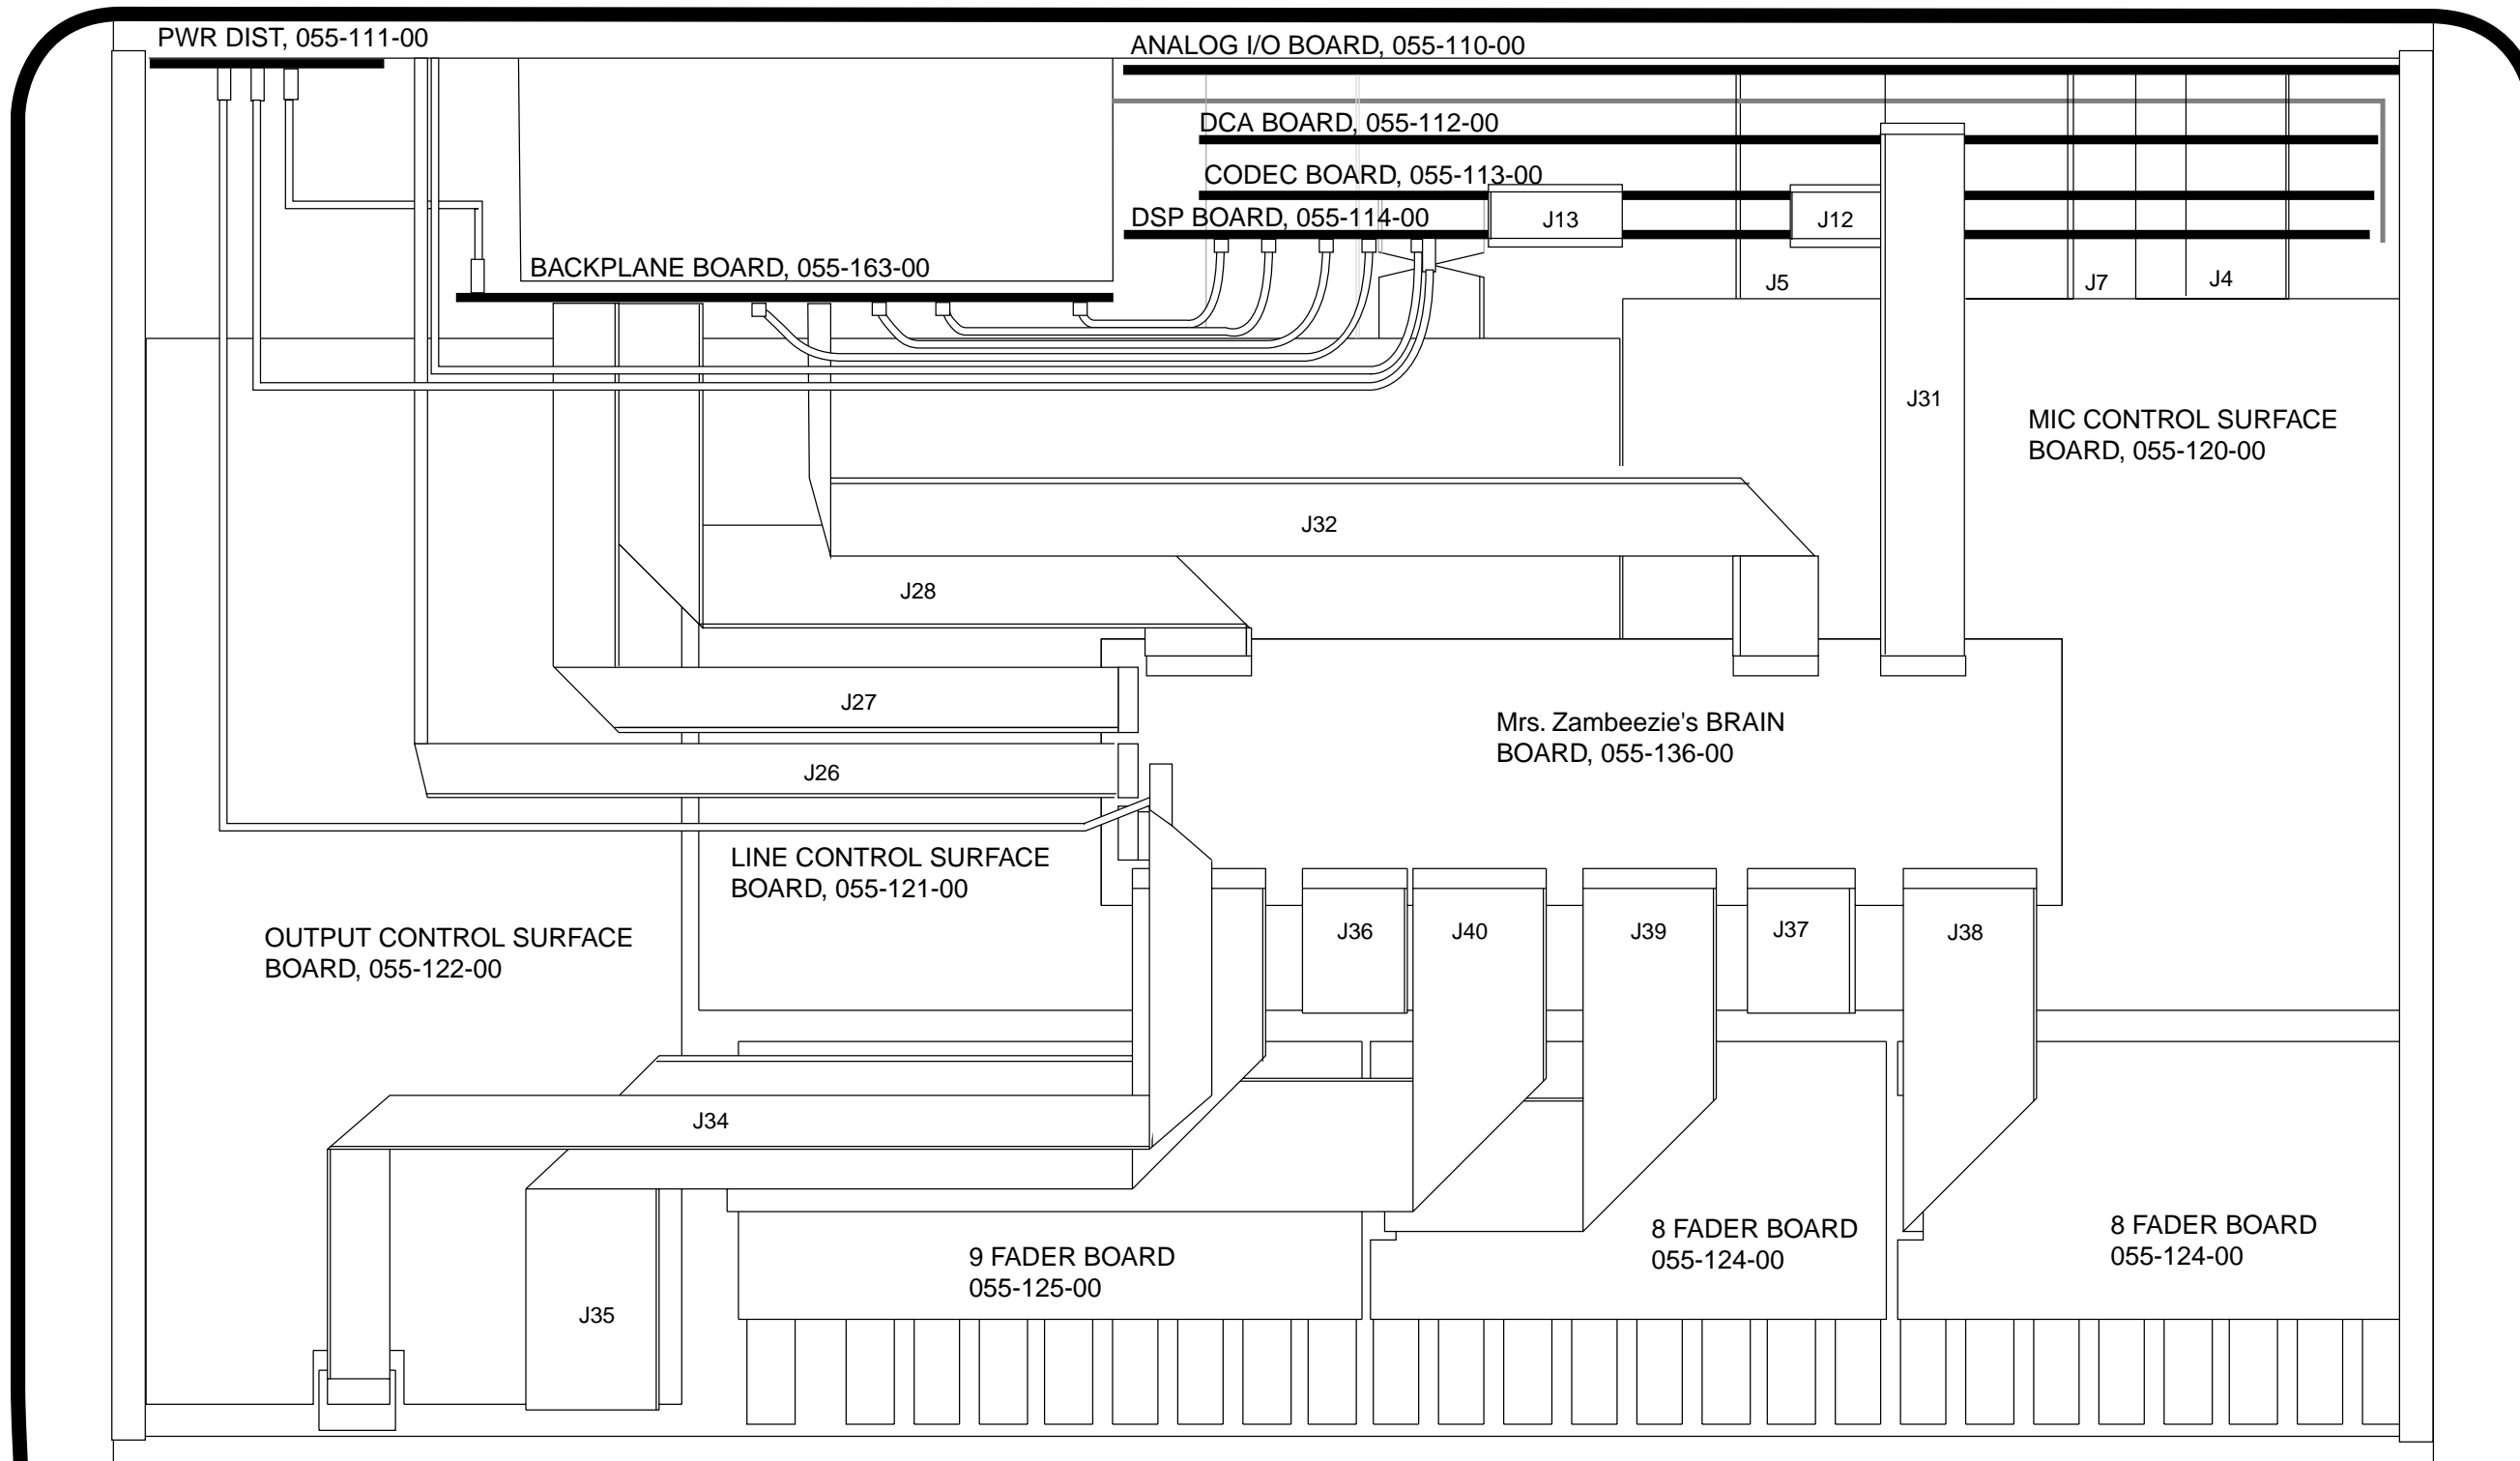 PWR DIST, 055-111-00
ANALOG I/O BOARD, 055-110-00
DCA BOARD, 055-112-00
CODEC BOARD, 055-113-00
DSP BOARD, 055-114-00
J13
J12
BACKPLANE BOARD, 055-163-00
J5
J7
J4
J31
MIC CONTROL SURFACE
BOARD, 055-120-00
J32
J28
J27
Mrs. Zambeezie's BRAIN
BOARD, 055-136-00
J26
LINE CONTROL SURFACE
BOARD, 055-121-00
OUTPUT CONTROL SURFACE
BOARD, 055-122-00
J36
J40
J39
J37
J38
J34
9 FADER BOARD
055-125-00
8 FADER BOARD
055-124-00
8 FADER BOARD
055-124-00
J35